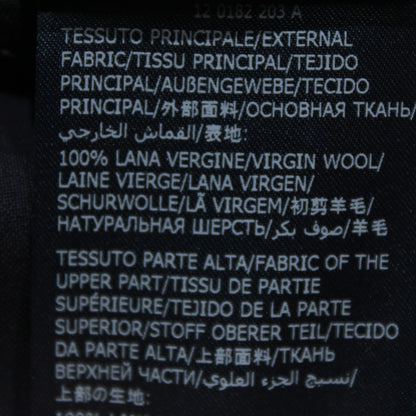 12 0182 203 A
TESSUTO PRINCIPALE/EXTERNAL
FABRIC/TISSU PRINCIPAL/TEJIDO
PRINCIPAL/AUßENGEWEBE/TECIDO
PRINCIPAL/外部面料/ОСНОВНАЯ ТКАНЬ/
القماش الخارجي/表地:
100% LANA VERGINE/VIRGIN WOOL/
LAINE VIERGE/LANA VIRGEN/
SCHURWOLLE/LÃ VIRGEM/初剪羊毛/
НАТУРАЛЬНАЯ ШЕРСТЬ/صوف بكر/羊毛
TESSUTO PARTE ALTA/FABRIC OF THE
UPPER PART/TISSU DE PARTIE
SUPÉRIEURE/TEJIDO DE LA PARTE
SUPERIOR/STOFF OBERER TEIL/TECIDO
DA PARTE ALTA/上部面料/ТКАНЬ
ВЕРХНЕЙ ЧАСТИ/نسيج الجزء العلوي/
上部の生地:
100%